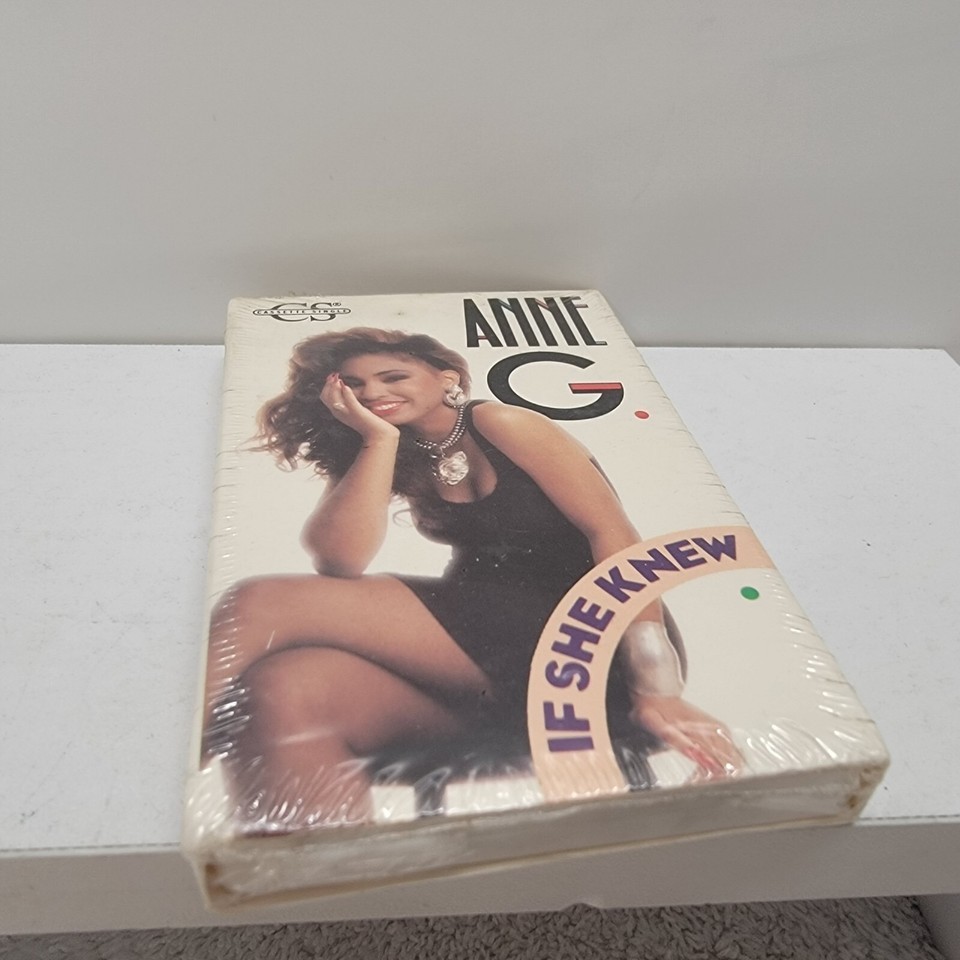 CS®
CASSETTE SINGLE
ANNE
G.
IF SHE KNEW